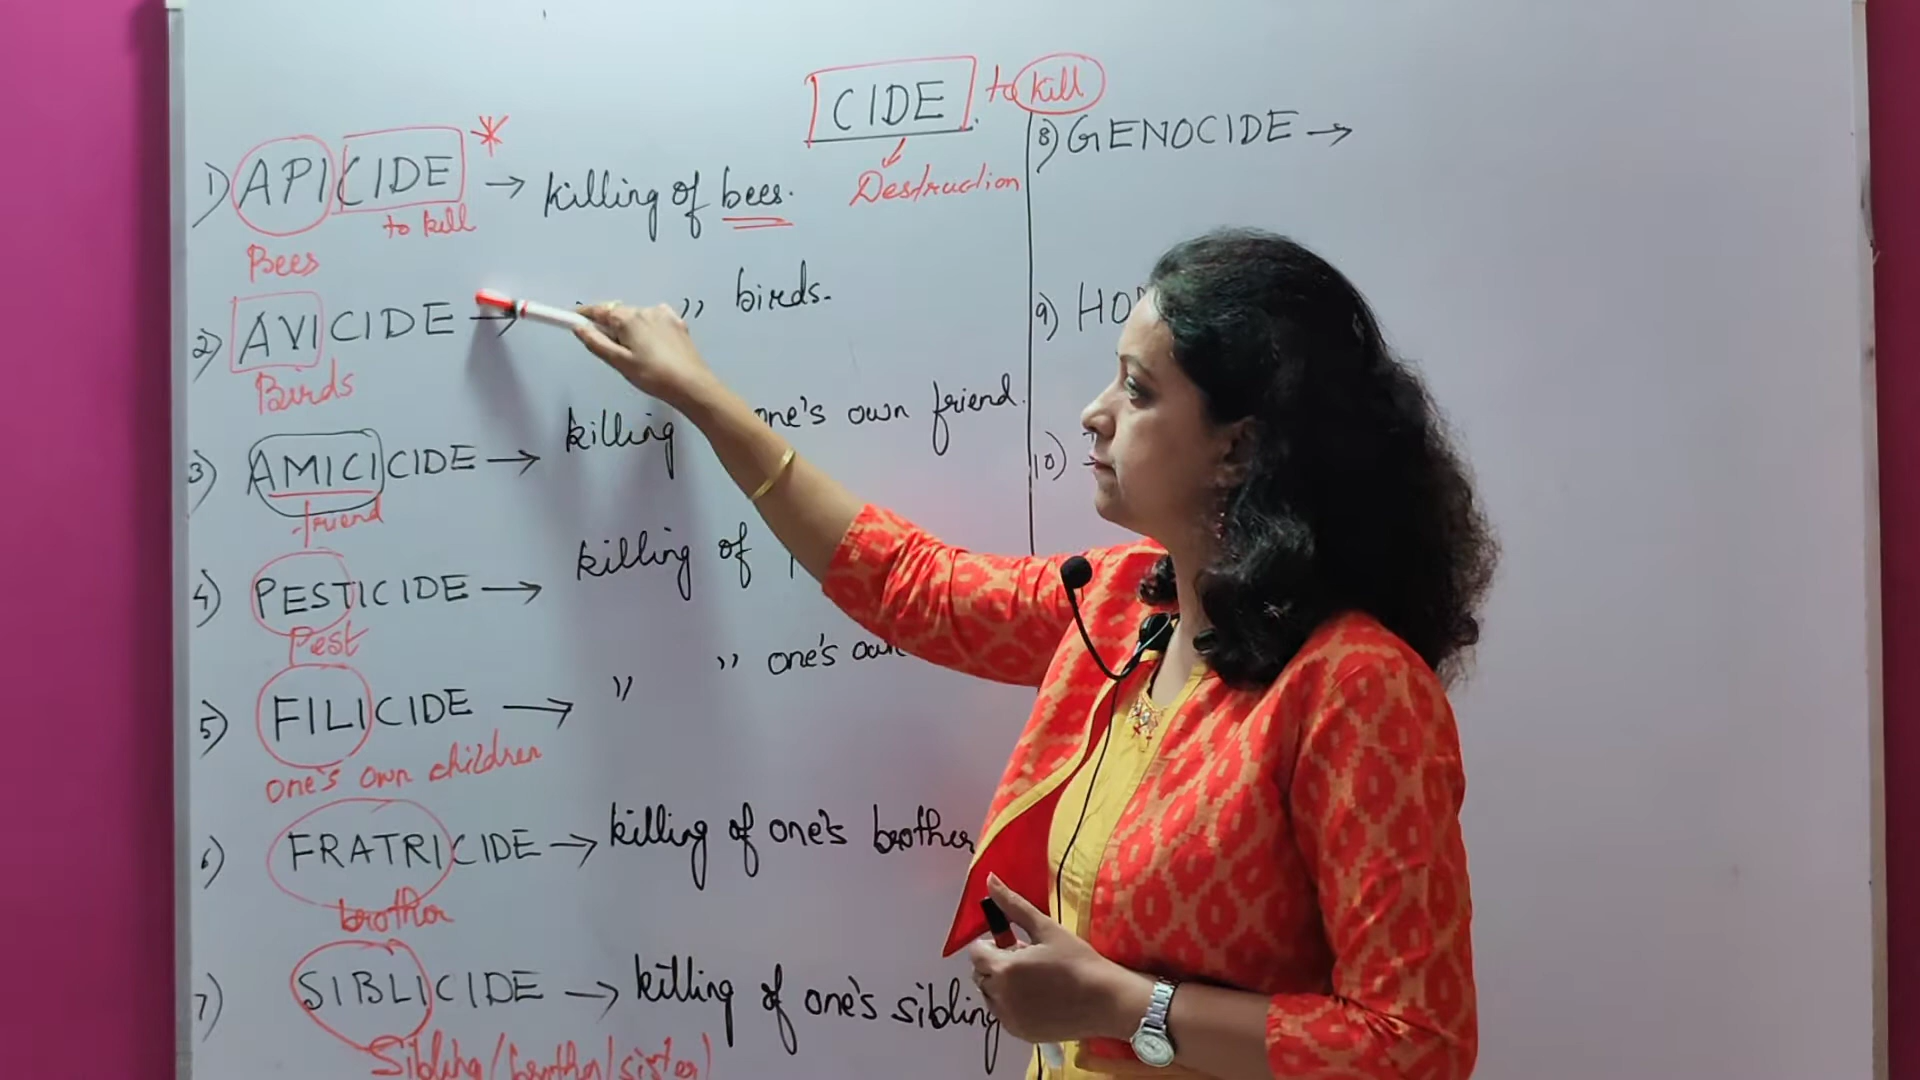 CIDE to kill
Destruction
1) APICIDE * → killing of bees.
Bees to kill
2) AVICIDE → " birds.
Birds
3) AMICICIDE → killing one's own friend.
friend
4) PESTICIDE → killing of
Pest
5) FILICIDE → " " one's own
one's own children
6) FRATRICIDE → killing of one's brother
brother
7) SIBLICIDE → killing of one's sibling
Sibling/brother/sister/
8) GENOCIDE →
9)
10)